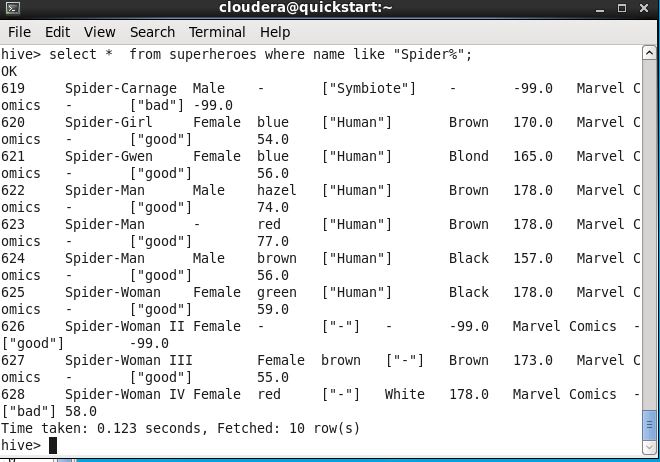 cloudera@quickstart:~
File Edit View Search Terminal Help
hive> select *  from superheroes where name like "Spider%";
OK
619     Spider-Carnage  Male    -       ["Symbiote"]    -       -99.0   Marvel C
omics   -       ["bad"] -99.0
620     Spider-Girl     Female  blue    ["Human"]       Brown   170.0   Marvel C
omics   -       ["good"]        54.0
621     Spider-Gwen     Female  blue    ["Human"]       Blond   165.0   Marvel C
omics   -       ["good"]        56.0
622     Spider-Man      Male    hazel   ["Human"]       Brown   178.0   Marvel C
omics   -       ["good"]        74.0
623     Spider-Man      -       red     ["Human"]       Brown   178.0   Marvel C
omics   -       ["good"]        77.0
624     Spider-Man      Male    brown   ["Human"]       Black   157.0   Marvel C
omics   -       ["good"]        56.0
625     Spider-Woman    Female  green   ["Human"]       Black   178.0   Marvel C
omics   -       ["good"]        59.0
626     Spider-Woman II Female  -       ["-"]   -       -99.0   Marvel Comics   -
["good"]        -99.0
627     Spider-Woman III        Female  brown   ["-"]   Brown   173.0   Marvel C
omics   -       ["good"]        55.0
628     Spider-Woman IV Female  red     ["-"]   White   178.0   Marvel Comics   -
["bad"] 58.0
Time taken: 0.123 seconds, Fetched: 10 row(s)
hive>